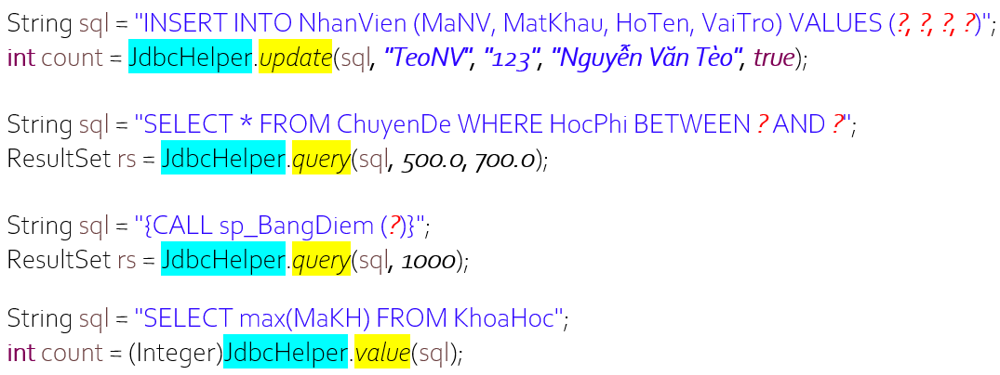 String sql = "INSERT INTO NhanVien (MaNV, MatKhau, HoTen, VaiTro) VALUES (?, ?, ?, ?)";
int count = JdbcHelper.update(sql, "TeoNV", "123", "Nguyễn Văn Tèo", true);
String sql = "SELECT * FROM ChuyenDe WHERE HocPhi BETWEEN ? AND ?";
ResultSet rs = JdbcHelper.query(sql, 500.0, 700.0);
String sql = "{CALL sp_BangDiem (?)}";
ResultSet rs = JdbcHelper.query(sql, 1000);
String sql = "SELECT max(MaKH) FROM KhoaHoc";
int count = (Integer)JdbcHelper.value(sql);